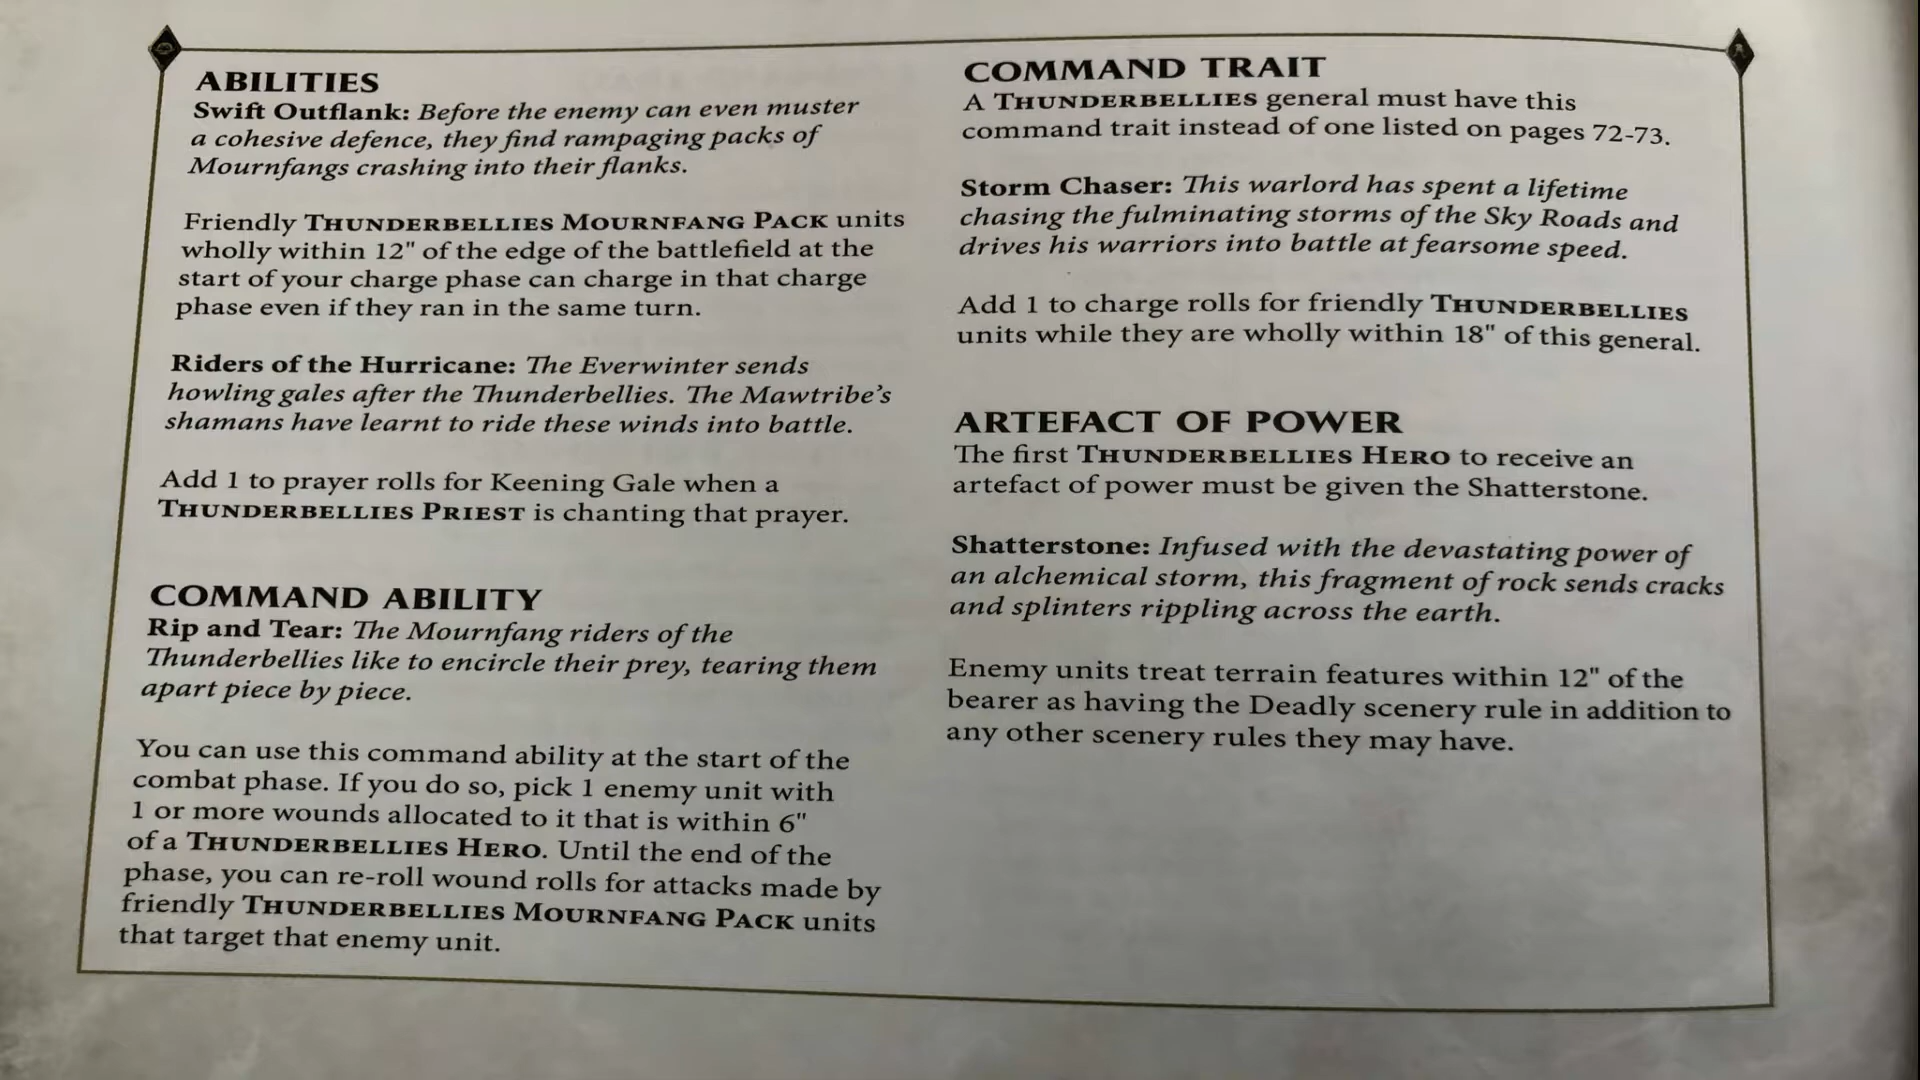 ABILITIES
Swift Outflank: Before the enemy can even muster
a cohesive defence, they find rampaging packs of
Mournfangs crashing into their flanks.
Friendly THUNDERBELLIES MOURNFANG PACK units
wholly within 12" of the edge of the battlefield at the
start of your charge phase can charge in that charge
phase even if they ran in the same turn.
Riders of the Hurricane: The Everwinter sends
howling gales after the Thunderbellies. The Mawtribe's
shamans have learnt to ride these winds into battle.
Add 1 to prayer rolls for Keening Gale when a
THUNDERBELLIES PRIEST is chanting that prayer.
COMMAND ABILITY
Rip and Tear: The Mournfang riders of the
Thunderbellies like to encircle their prey, tearing them
apart piece by piece.
You can use this command ability at the start of the
combat phase. If you do so, pick 1 enemy unit with
1 or more wounds allocated to it that is within 6"
of a THUNDERBELLIES HERO. Until the end of the
phase, you can re-roll wound rolls for attacks made by
friendly THUNDERBELLIES MOURNFANG PACK units
that target that enemy unit.
COMMAND TRAIT
A THUNDERBELLIES general must have this
command trait instead of one listed on pages 72-73.
Storm Chaser: This warlord has spent a lifetime
chasing the fulminating storms of the Sky Roads and
drives his warriors into battle at fearsome speed.
Add 1 to charge rolls for friendly THUNDERBELLIES
units while they are wholly within 18" of this general.
ARTEFACT OF POWER
The first THUNDERBELLIES HERO to receive an
artefact of power must be given the Shatterstone.
Shatterstone: Infused with the devastating power of
an alchemical storm, this fragment of rock sends cracks
and splinters rippling across the earth.
Enemy units treat terrain features within 12" of the
bearer as having the Deadly scenery rule in addition to
any other scenery rules they may have.